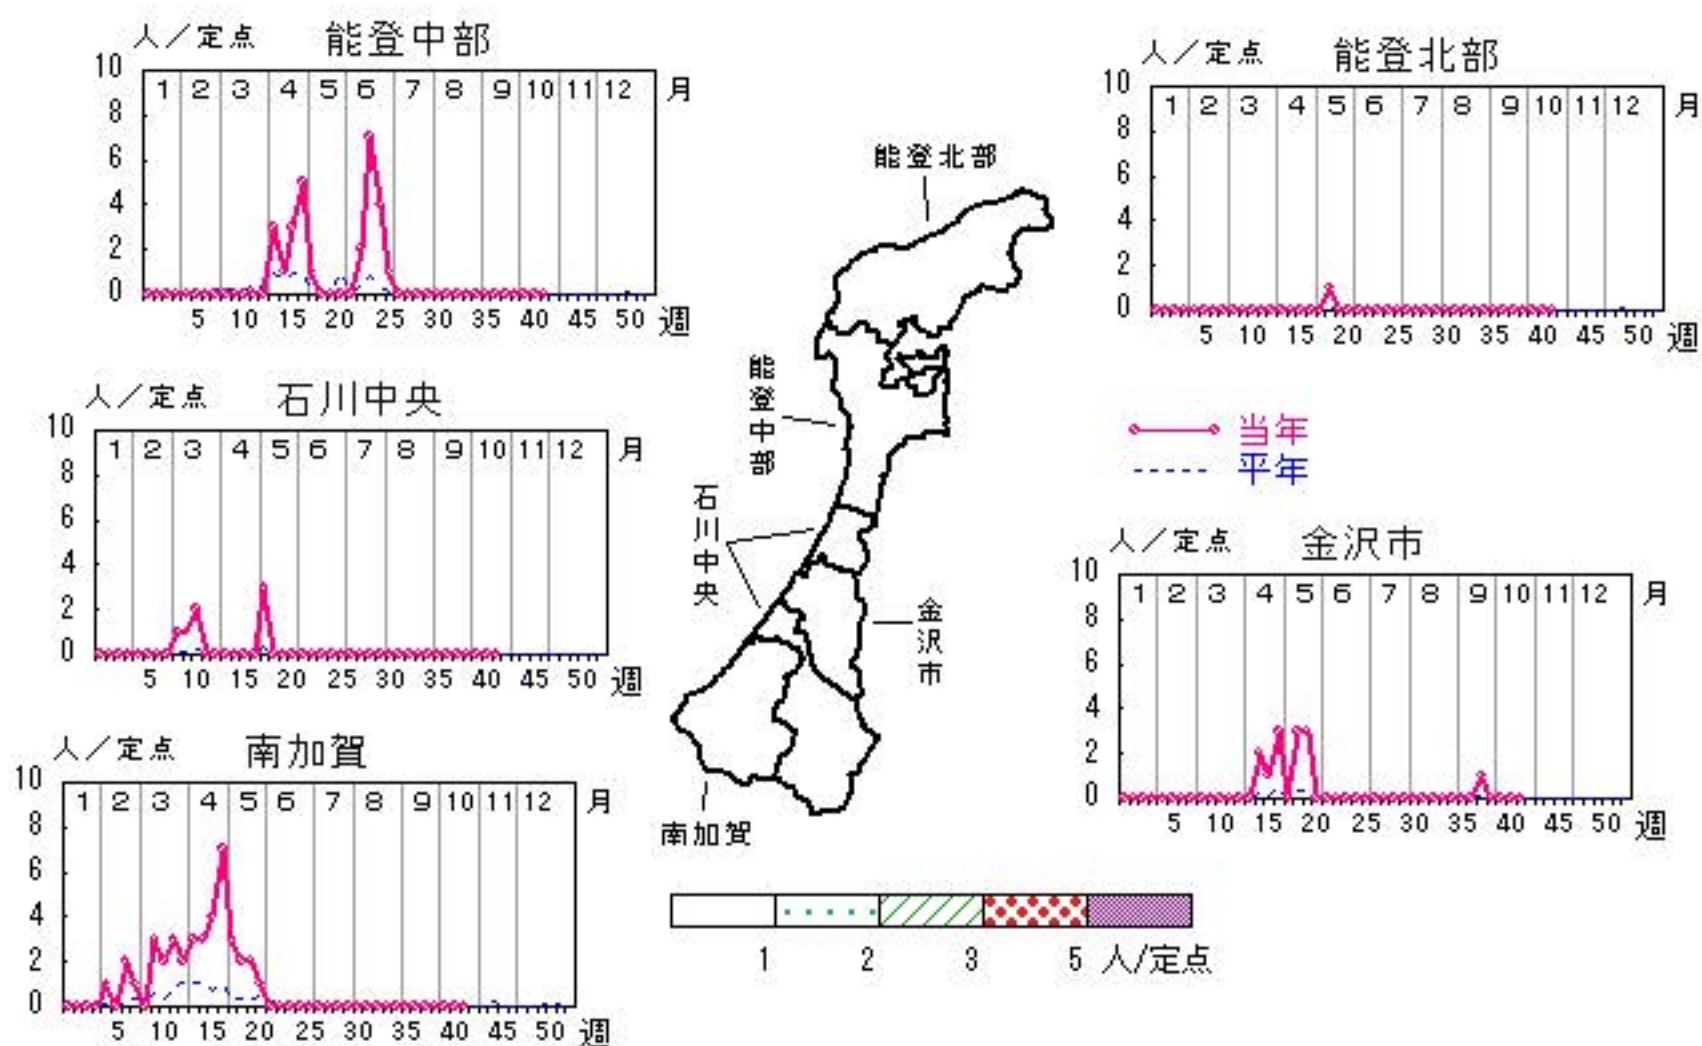 人／定点 能登中部
10 8 6 4 2 0
1 2 3 4 5 6 7 8 9 10 11 12 月
5 10 15 20 25 30 35 40 45 50 週
人／定点 能登北部
10 8 6 4 2 0
1 2 3 4 5 6 7 8 9 10 11 12 月
5 10 15 20 25 30 35 40 45 50 週
人／定点 石川中央
10 8 6 4 2 0
1 2 3 4 5 6 7 8 9 10 11 12 月
5 10 15 20 25 30 35 40 45 50 週
能登北部
能登中部
石川中央
金沢市
南加賀
当年
平年
人／定点 金沢市
10 8 6 4 2 0
1 2 3 4 5 6 7 8 9 10 11 12 月
5 10 15 20 25 30 35 40 45 50 週
人／定点 南加賀
10 8 6 4 2 0
1 2 3 4 5 6 7 8 9 10 11 12 月
5 10 15 20 25 30 35 40 45 50 週
1 2 3 5 人/定点